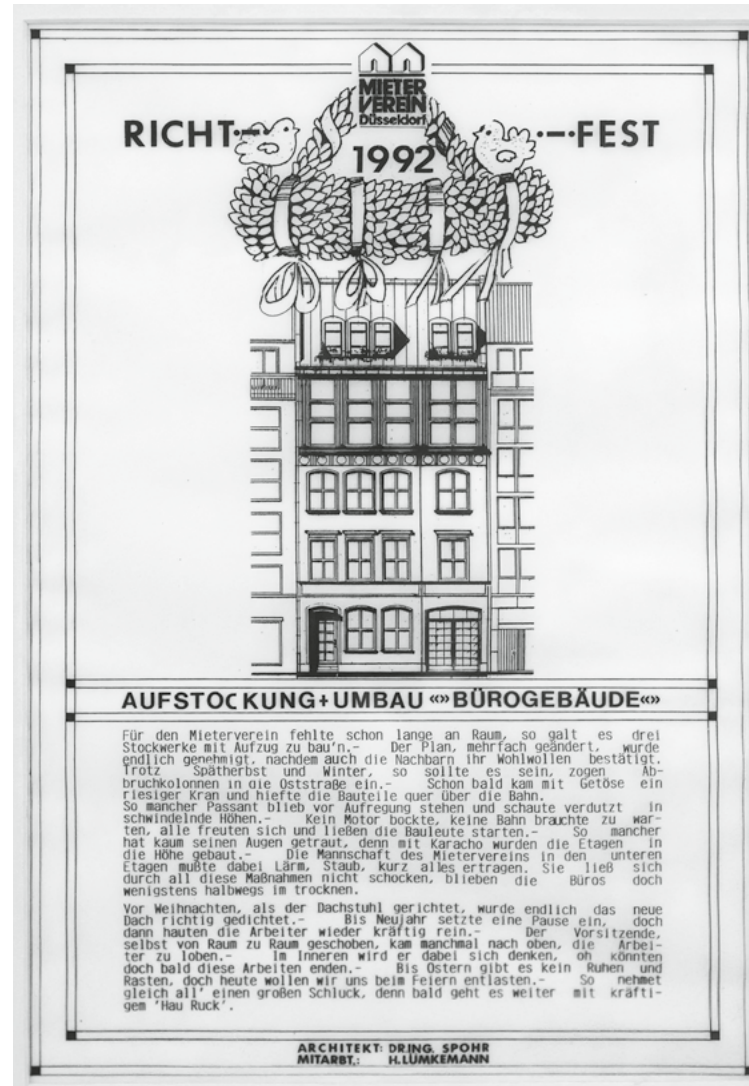 MIETER
VEREIN
Düsseldorf
RICHT-·-·-FEST
1992
AUFSTOCKUNG+UMBAU «»BÜROGEBÄUDE«»
Für den Mieterverein fehlte schon lange an Raum, so galt es drei
Stockwerke mit Aufzug zu bau'n.- Der Plan, mehrfach geändert, wurde
endlich genehmigt, nachdem auch die Nachbarn ihr Wohlwollen bestätigt.
Trotz Spätherbst und Winter, so sollte es sein, zogen Ab-
bruchkolonnen in die Oststraße ein.- Schon bald kam mit Getöse ein
riesiger Kran und hiefte die Bauteile quer über die Bahn.
So mancher Passant blieb vor Aufregung stehen und schaute verdutzt in
schwindelnde Höhen.- Kein Motor bockte, keine Bahn brauchte zu war-
ten, alle freuten sich und ließen die Bauleute starten.- So mancher
hat kaum seinen Augen getraut, denn mit Karacho wurden die Etagen in
die Höhe gebaut.- Die Mannschaft des Mietervereins in den unteren
Etagen mußte dabei Lärm, Staub, kurz alles ertragen. Sie ließ sich
durch all diese Maßnahmen nicht schocken, blieben die Büros doch
wenigstens halbwegs im trocknen.
Vor Weihnachten, als der Dachstuhl gerichtet, wurde endlich das neue
Dach richtig gedichtet.- Bis Neujahr setzte eine Pause ein, doch
dann hauten die Arbeiter wieder kräftig rein.- Der Vorsitzende,
selbst von Raum zu Raum geschoben, kam manchmal nach oben, die Arbei-
ter zu loben.- Im Inneren wird er dabei sich denken, oh könnten
doch bald diese Arbeiten enden.- Bis Ostern gibt es kein Ruhen und
Rasten, doch heute wollen wir uns beim Feiern entlasten.- So nehmet
gleich all' einen großen Schluck, denn bald geht es weiter mit kräfti-
gem 'Hau Ruck'.
ARCHITEKT: DR.ING. SPOHR
MITARBT.: H.LÜMKEMANN